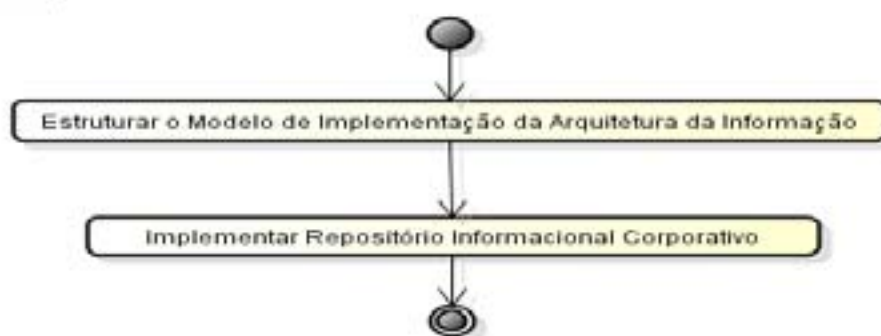 Estruturar o Modelo de Implementação da Arquitetura da Informação
Implementar Repositório Informacional Corporativo